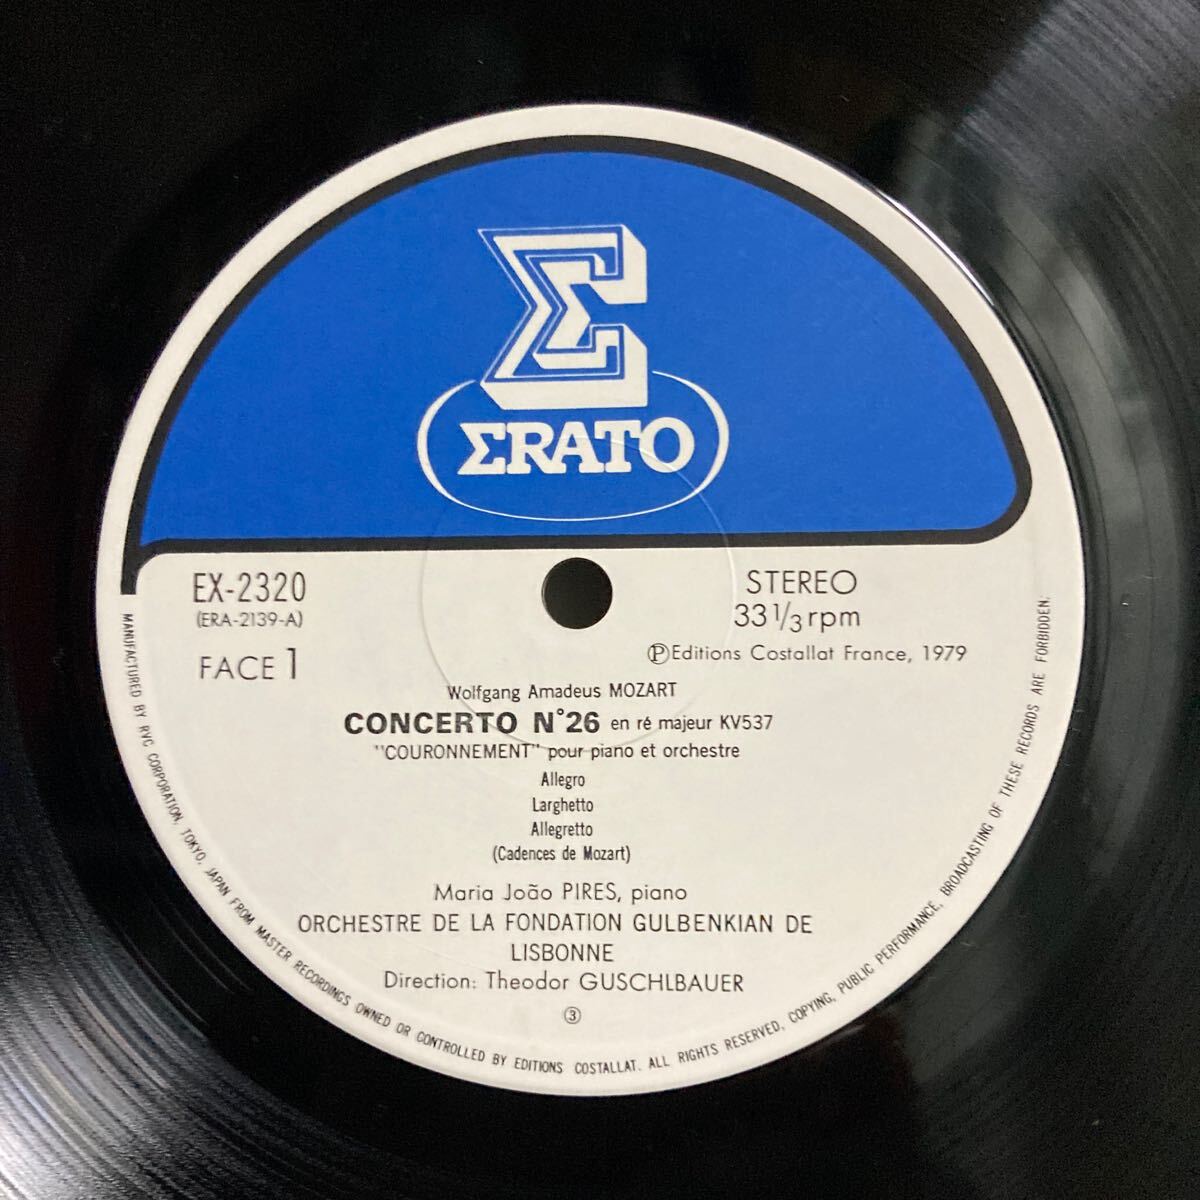 Σ
ΣRATO
EX-2320
(ERA-2139-A)
FACE 1
STEREO
33 1/3 rpm
ⓅEditions Costallat France, 1979
Wolfgang Amadeus MOZART
CONCERTO N°26 en ré majeur KV537
"COURONNEMENT" pour piano et orchestre
Allegro
Larghetto
Allegretto
(Cadences de Mozart)
Maria João PIRES, piano
ORCHESTRE DE LA FONDATION GULBENKIAN DE
LISBONNE
Direction: Theodor GUSCHLBAUER
③
MANUFACTURED BY RVC CORPORATION, TOKYO, JAPAN FROM MASTER RECORDINGS OWNED OR CONTROLLED BY EDITIONS COSTALLAT. ALL RIGHTS RESERVED, COPYING, PUBLIC PERFORMANCE, BROADCASTING OF THESE RECORDS ARE FORBIDDEN.